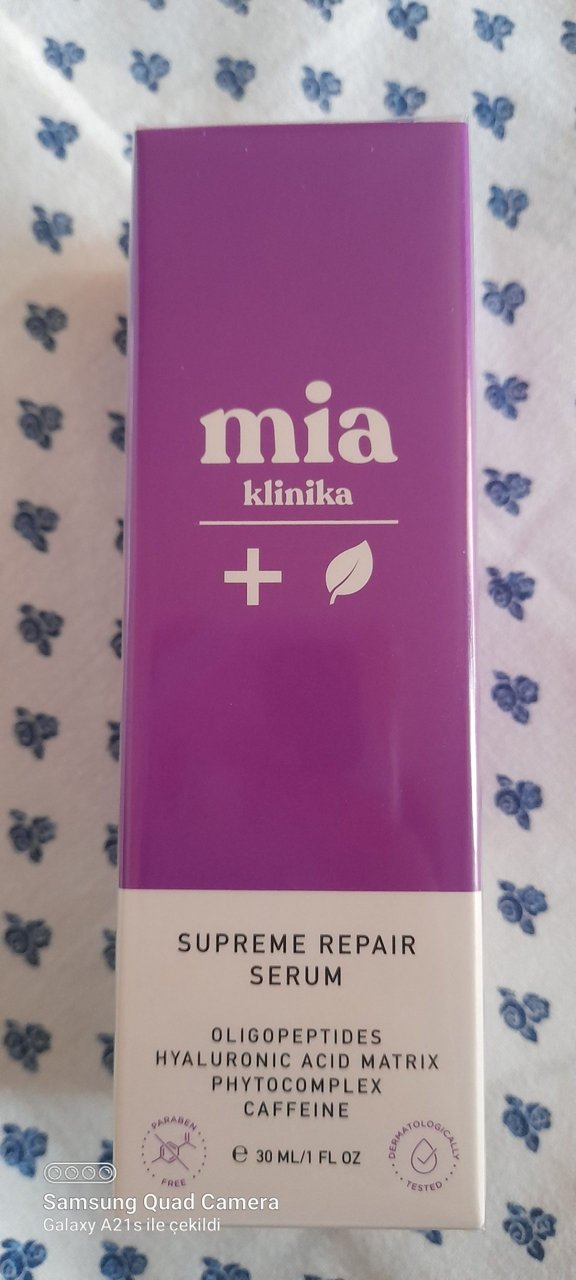 mia
klinika
SUPREME REPAIR
SERUM
OLIGOPEPTIDES
HYALURONIC ACID MATRIX
PHYTOCOMPLEX
CAFFEINE
PARABEN
FREE
℮ 30 ML/1 FL OZ
DERMATOLOGICALLY
TESTED
Samsung Quad Camera
Galaxy A21s ile çekildi